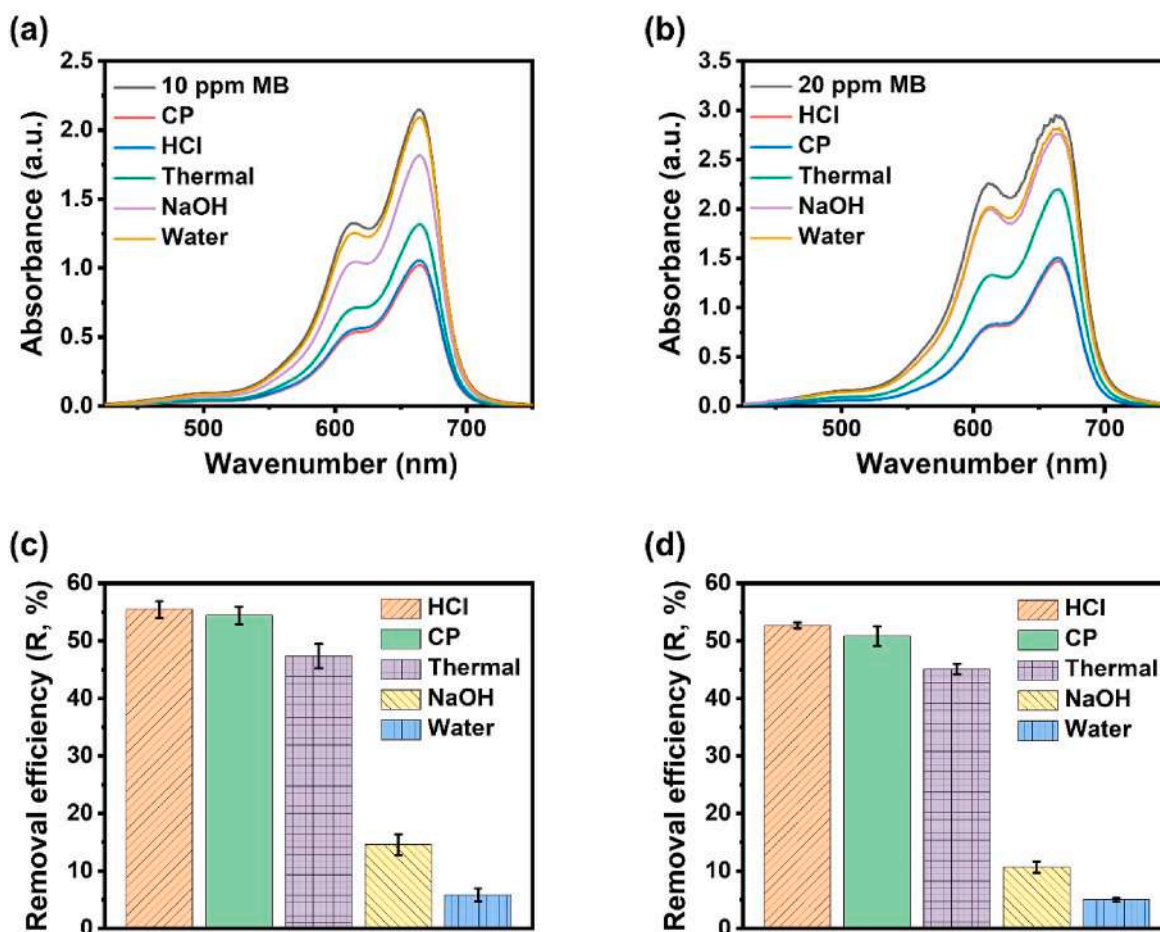 (a)
2.5
2.0
1.5
1.0
0.5
0.0
Absorbance (a.u.)
10 ppm MB
CP
HCl
Thermal
NaOH
Water
500
600
700
Wavenumber (nm)
(b)
3.5
3.0
2.5
2.0
1.5
1.0
0.5
0.0
Absorbance (a.u.)
20 ppm MB
HCl
CP
Thermal
NaOH
Water
500
600
700
Wavenumber (nm)
(c)
60
50
40
30
20
10
0
Removal efficiency (R, %)
HCl
CP
Thermal
NaOH
Water
(d)
60
50
40
30
20
10
0
Removal efficiency (R, %)
HCl
CP
Thermal
NaOH
Water